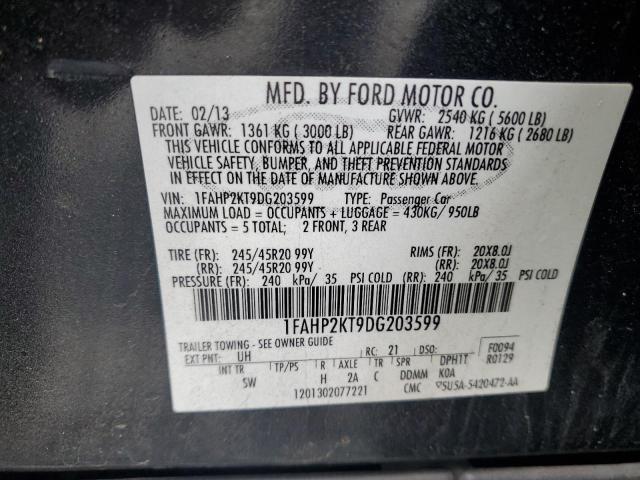 MFD. BY FORD MOTOR CO.
DATE: 02/13 GVWR: 2540 KG ( 5600 LB)
FRONT GAWR: 1361 KG ( 3000 LB) REAR GAWR: 1216 KG ( 2680 LB)
THIS VEHICLE CONFORMS TO ALL APPLICABLE FEDERAL MOTOR
VEHICLE SAFETY, BUMPER, AND THEFT PREVENTION STANDARDS
IN EFFECT ON THE DATE OF MANUFACTURE SHOWN ABOVE.
VIN: 1FAHP2KT9DG203599 TYPE: Passenger Car
MAXIMUM LOAD = OCCUPANTS + LUGGAGE = 430KG/ 950LB
OCCUPANTS = 5 TOTAL; 2 FRONT, 3 REAR
TIRE (FR): 245/45R20 99Y RIMS (FR): 20X8.0J
(RR): 245/45R20 99Y (RR): 20X8.0J
PRESSURE (FR): 240 kPa/ 35 PSI COLD (RR): 240 kPa/35 PSI COLD
1FAHP2KT9DG203599
TRAILER TOWING - SEE OWNER GUIDE
EXT PNT: UH RC: 21 DSO: F0094
INT TR TP/PS R AXLE TR SPR DPHTT R0129
SW H 2A C DDMM K0A
1201302077221 CMC 5U5A-5420472-AA